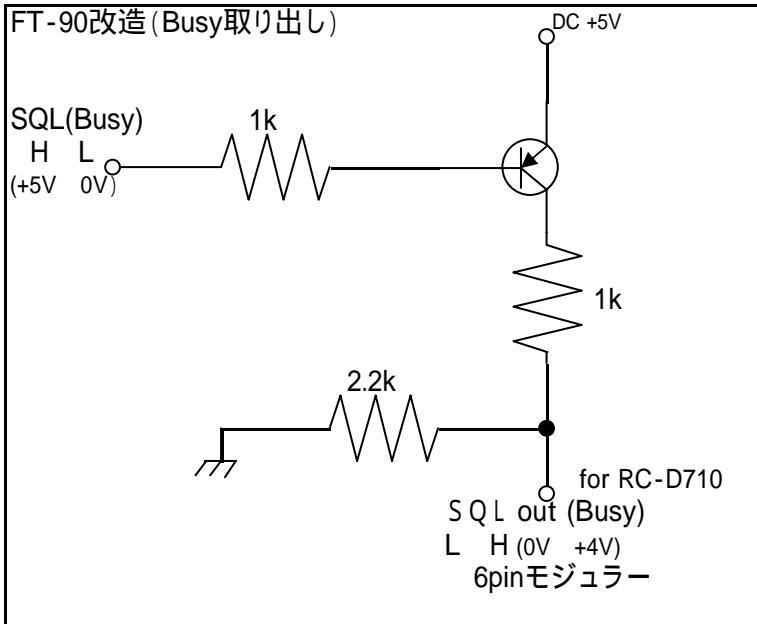 FT-90改造(Busy取り出し)
DC +5V
SQL(Busy)
H L
(+5V 0V)
1k
1k
2.2k
for RC-D710
SQL out (Busy)
L H (0V +4V)
6pinモジュラー